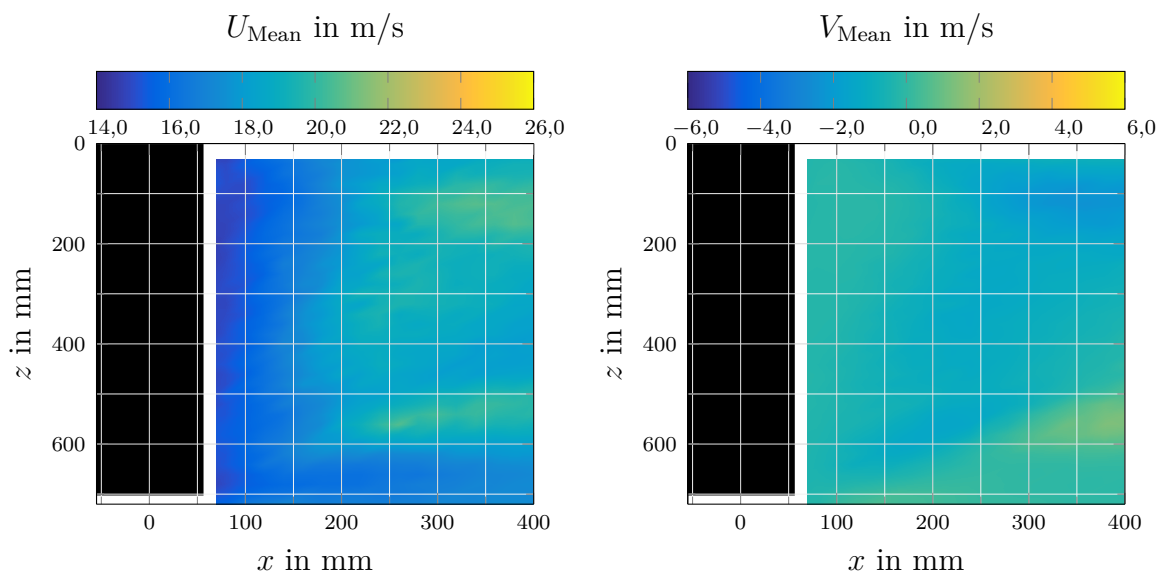 U_Mean in m/s
14,0 16,0 18,0 20,0 22,0 24,0 26,0
0
200
400
600
z in mm
0 100 200 300 400
x in mm
V_Mean in m/s
−6,0 −4,0 −2,0 0,0 2,0 4,0 6,0
0
200
400
600
z in mm
0 100 200 300 400
x in mm